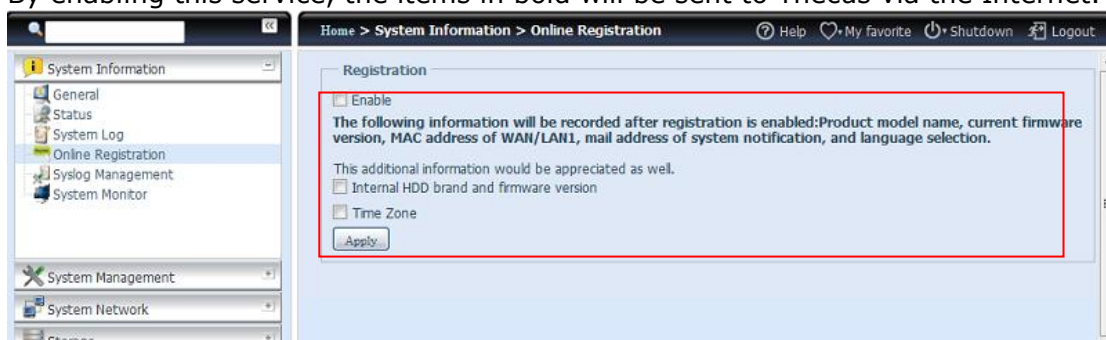 By enabling this service, the items in bold will be sent to Thecus via the Internet.
Home > System Information > Online Registration
Help
My favorite
Shutdown
Logout
System Information
General
Status
System Log
Online Registration
Syslog Management
System Monitor
System Management
System Network
Storage
Registration
Enable
The following information will be recorded after registration is enabled:Product model name, current firmware
version, MAC address of WAN/LAN1, mail address of system notification, and language selection.
This additional information would be appreciated as well.
Internal HDD brand and firmware version
Time Zone
Apply